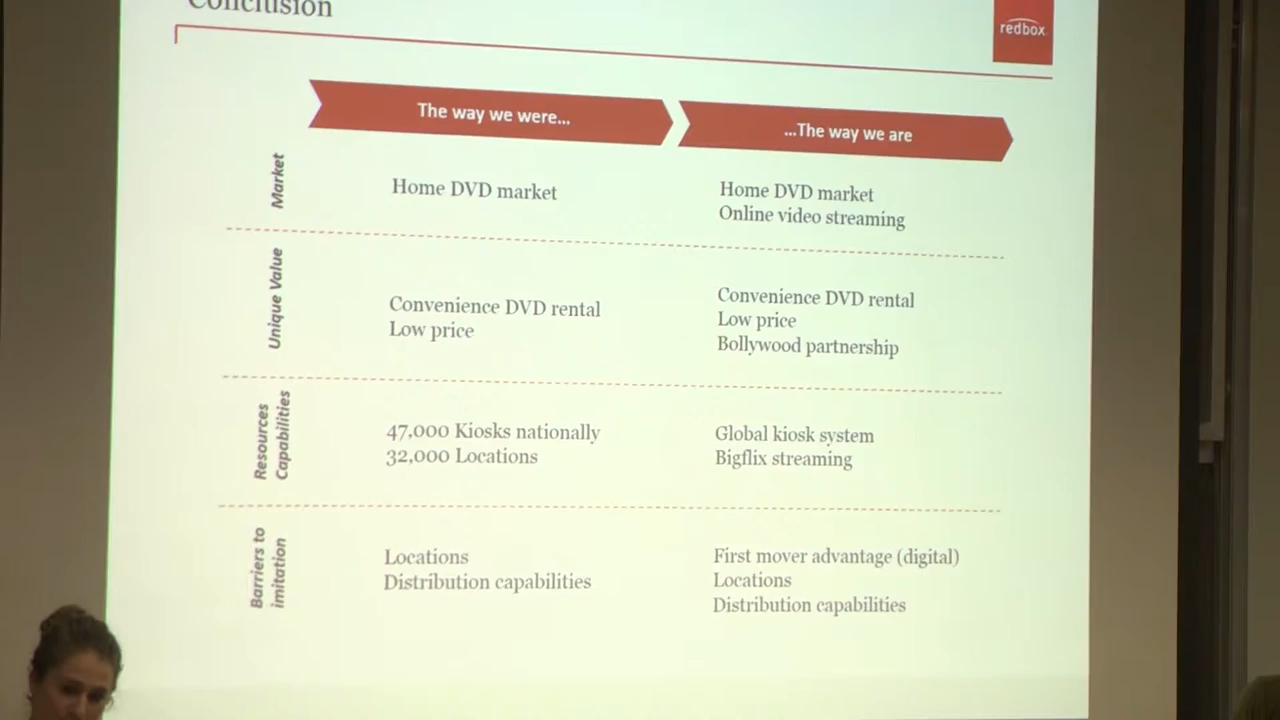 Conclusion
redbox
The way we were...
...The way we are
Market
Home DVD market
Home DVD market
Online video streaming
Unique Value
Convenience DVD rental
Low price
Convenience DVD rental
Low price
Bollywood partnership
Resources
Capabilities
47,000 Kiosks nationally
32,000 Locations
Global kiosk system
Bigflix streaming
Barriers to
imitation
Locations
Distribution capabilities
First mover advantage (digital)
Locations
Distribution capabilities